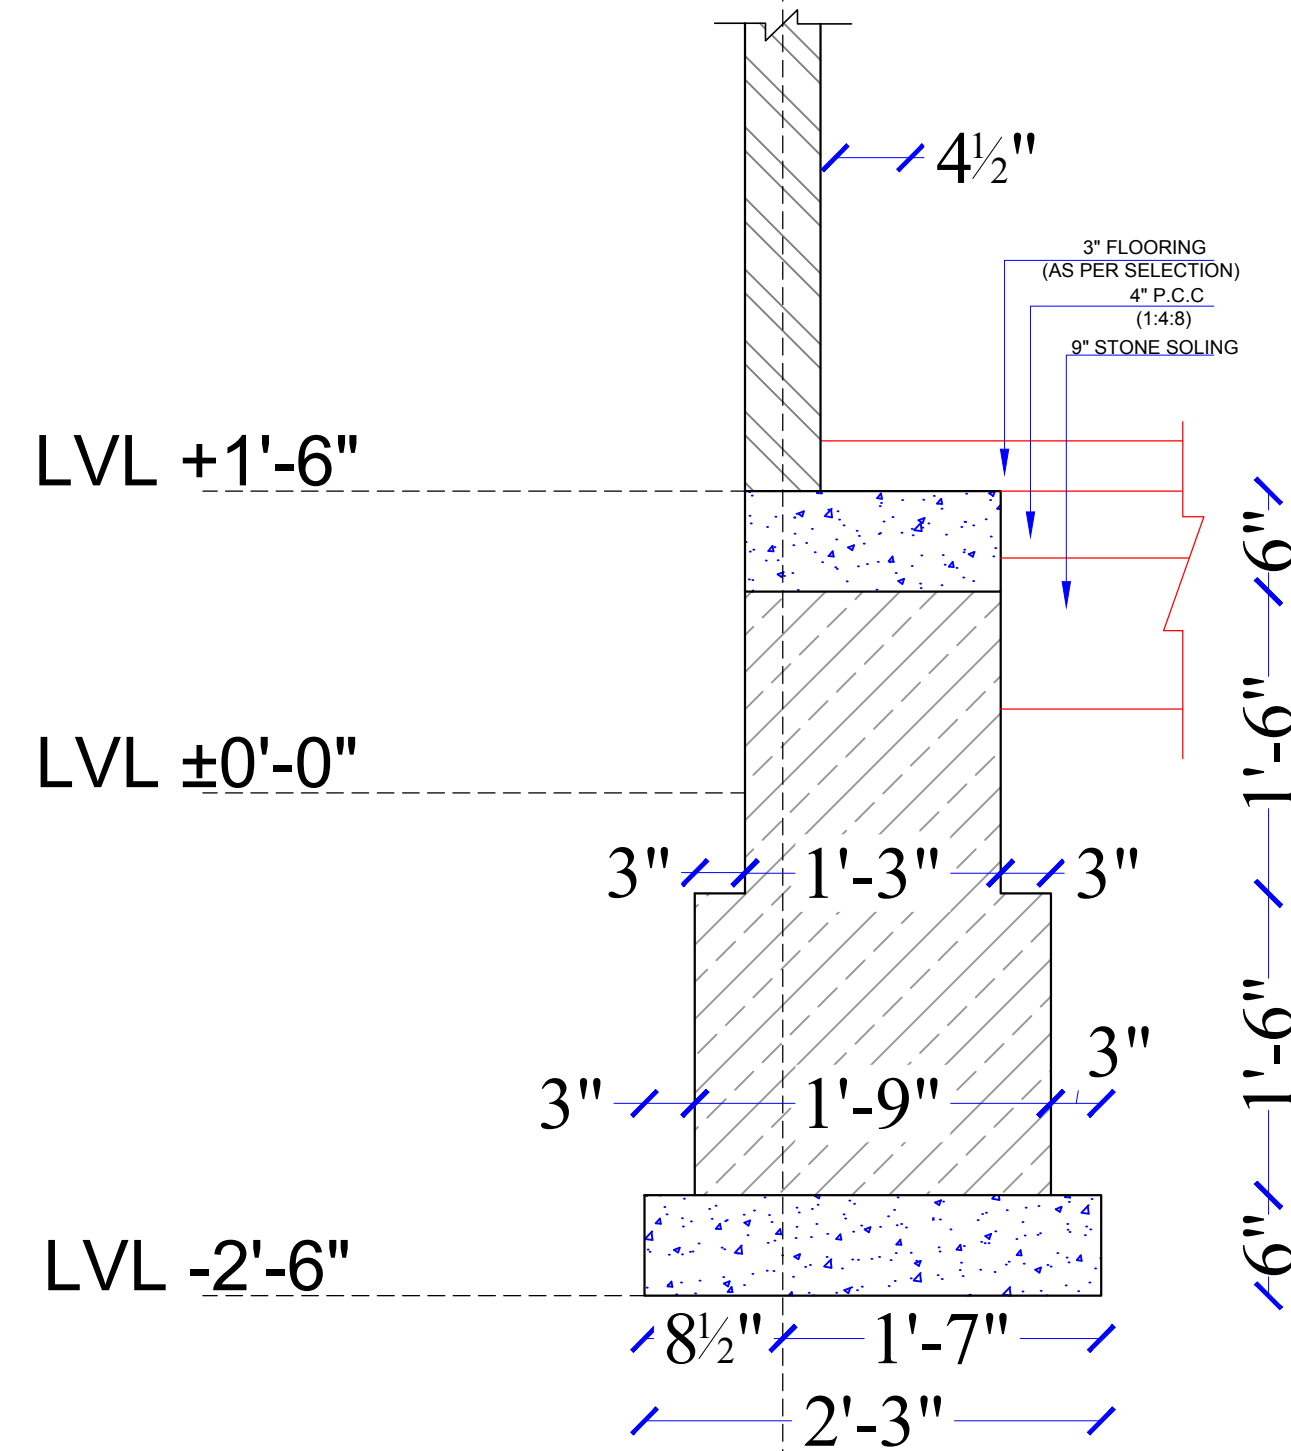 4½"
3" FLOORING
(AS PER SELECTION)
4" P.C.C
(1:4:8)
9" STONE SOLING
LVL +1'-6"
6"
1'-6"
LVL ±0'-0"
3" 1'-3" 3"
1'-6"
3" 1'-9" 3"
6"
LVL -2'-6"
8½" 1'-7"
2'-3"